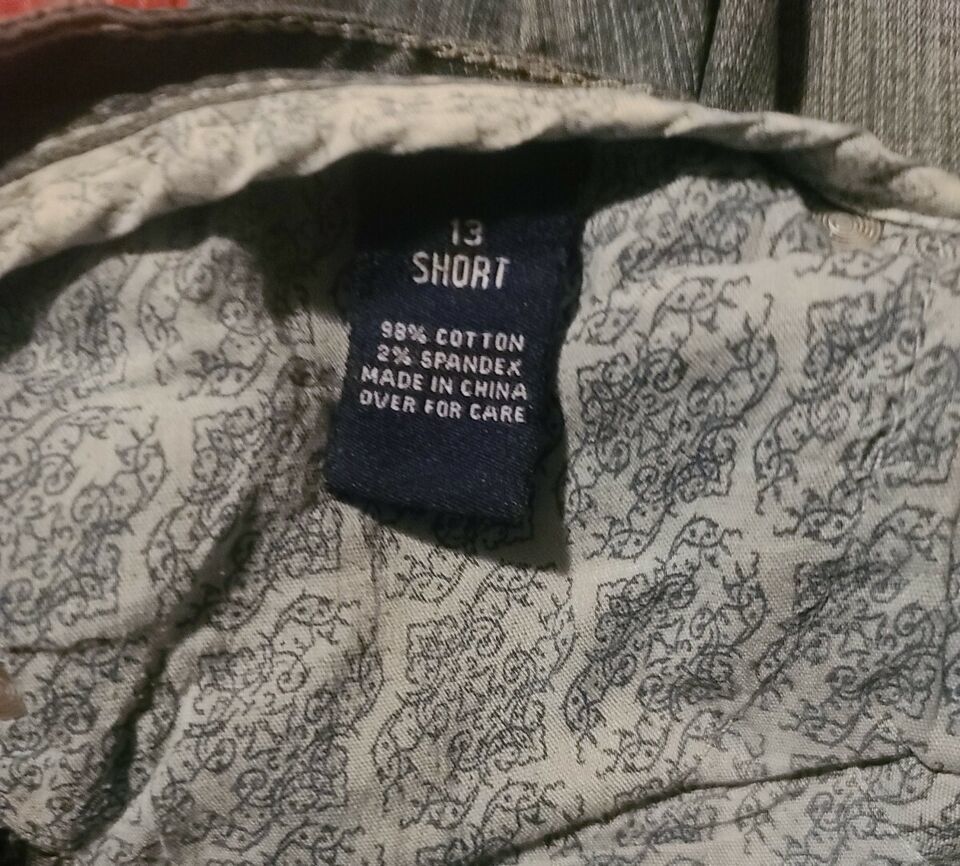 13
SHORT
98% COTTON
2% SPANDEX
MADE IN CHINA
OVER FOR CARE